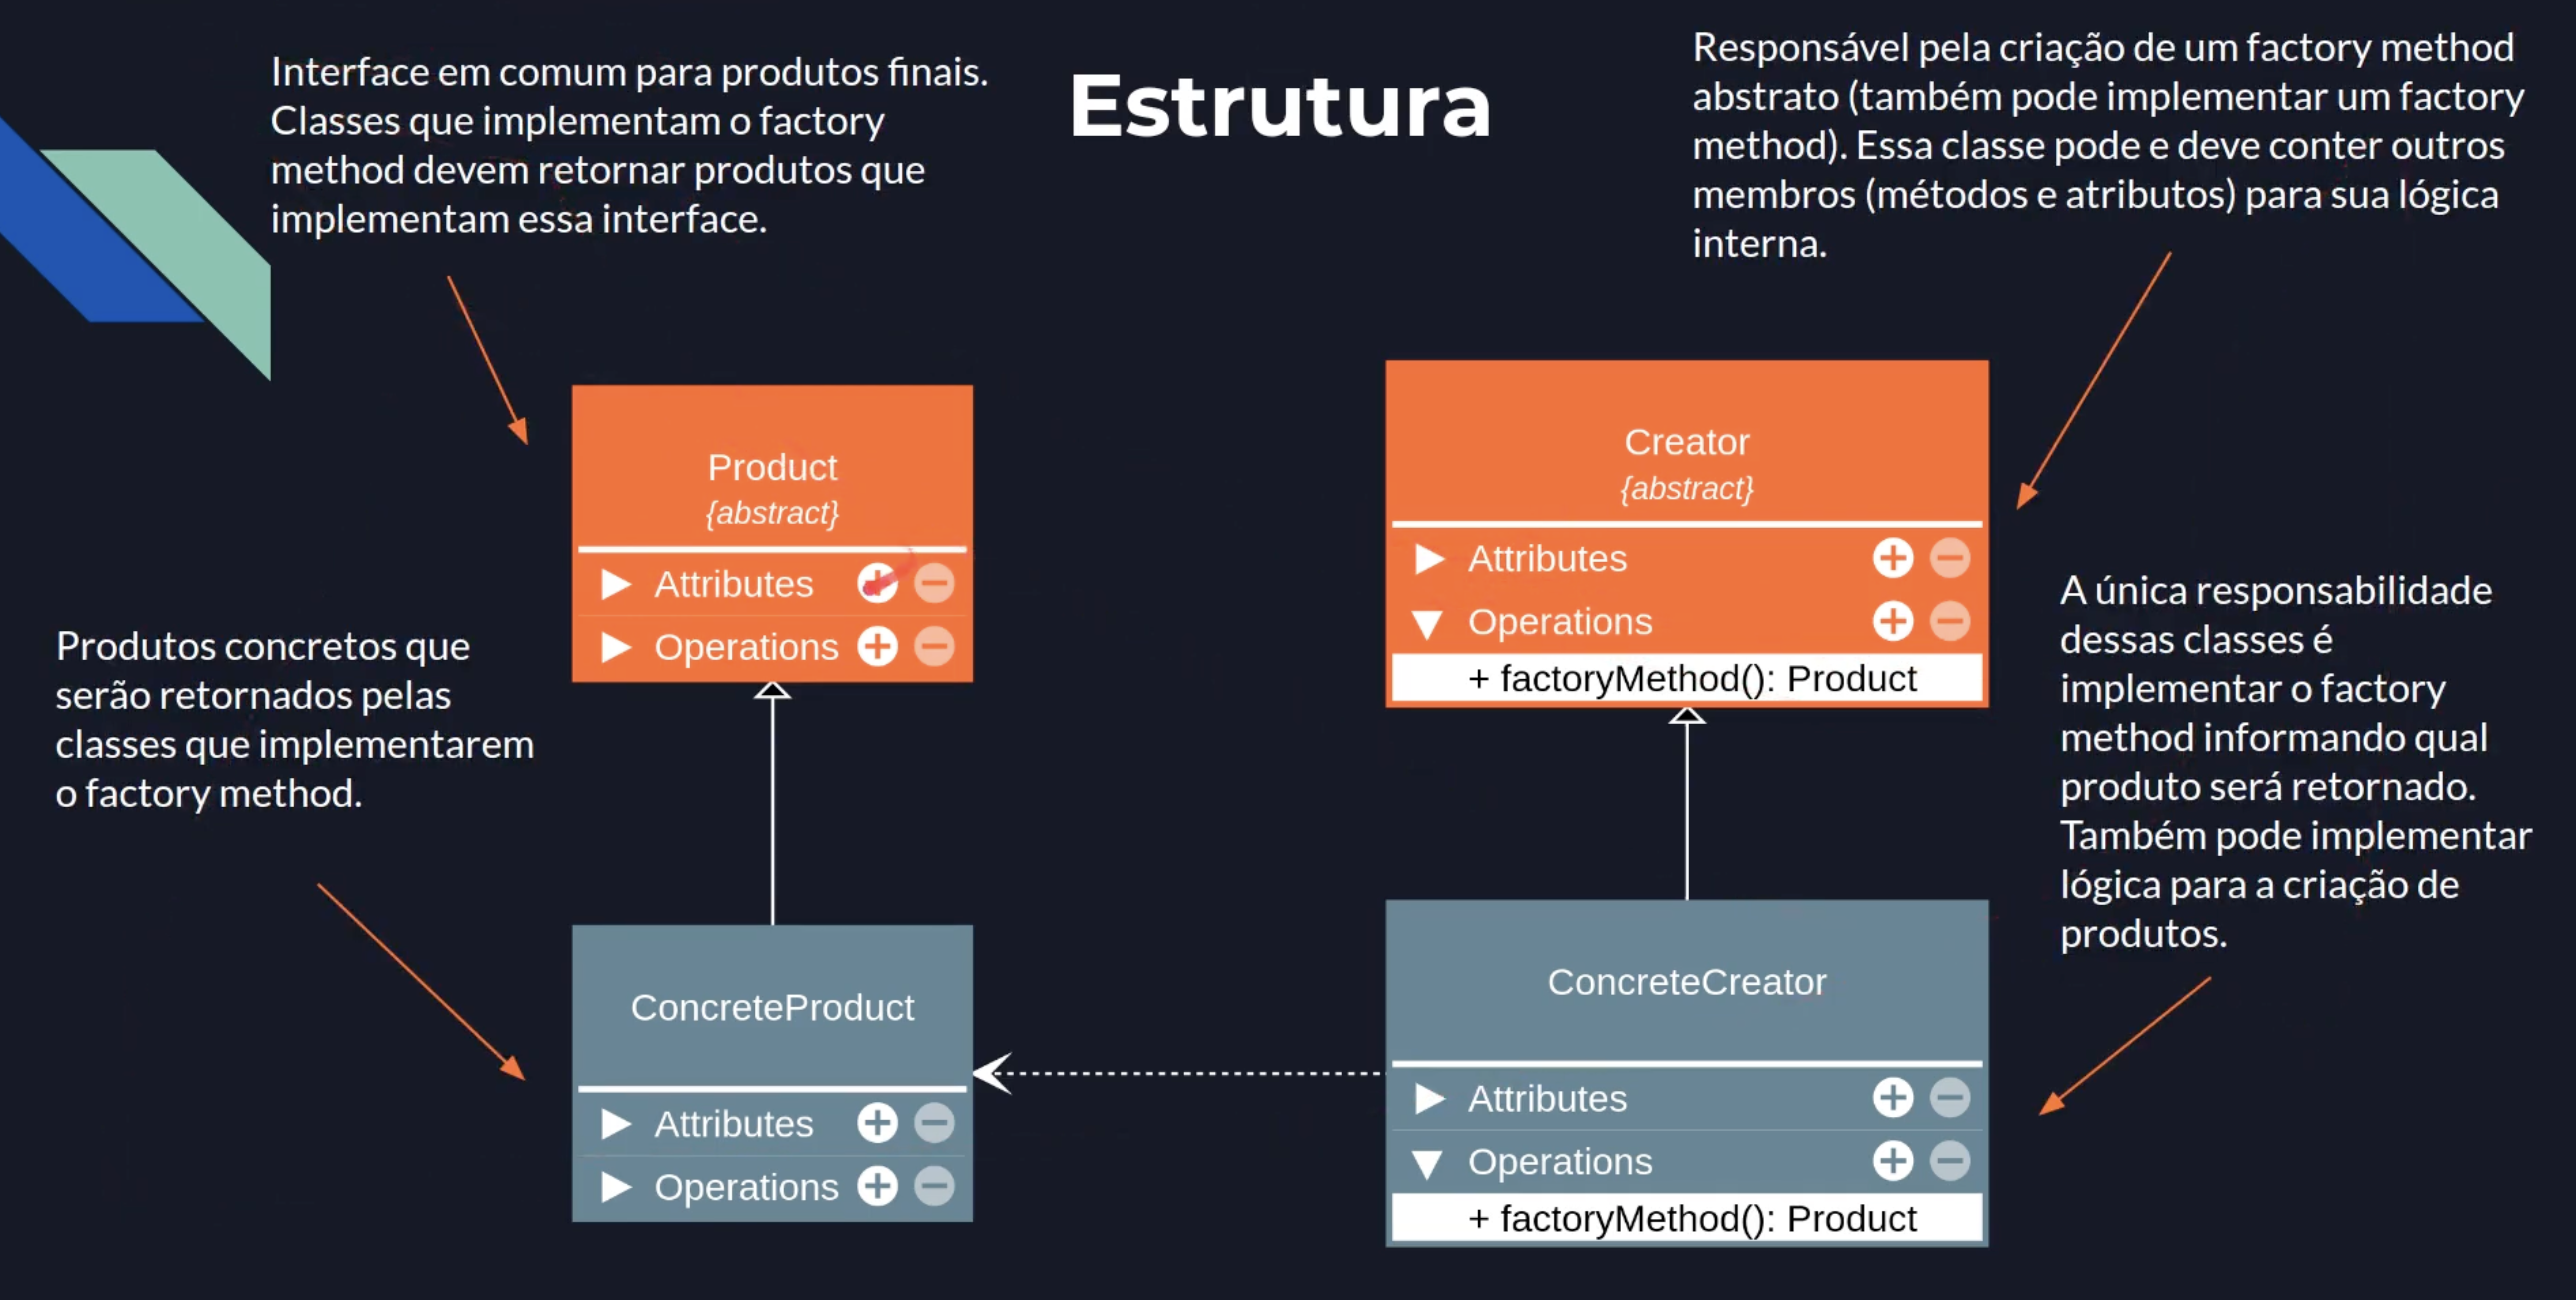 Estrutura
Interface em comum para produtos finais.
Classes que implementam o factory
method devem retornar produtos que
implementam essa interface.
Responsável pela criação de um factory method
abstrato (também pode implementar um factory
method). Essa classe pode e deve conter outros
membros (métodos e atributos) para sua lógica
interna.
Product
{abstract}
Attributes
Operations
Creator
{abstract}
Attributes
Operations
+ factoryMethod(): Product
Produtos concretos que
serão retornados pelas
classes que implementarem
o factory method.
A única responsabilidade
dessas classes é
implementar o factory
method informando qual
produto será retornado.
Também pode implementar
lógica para a criação de
produtos.
ConcreteProduct
Attributes
Operations
ConcreteCreator
Attributes
Operations
+ factoryMethod(): Product